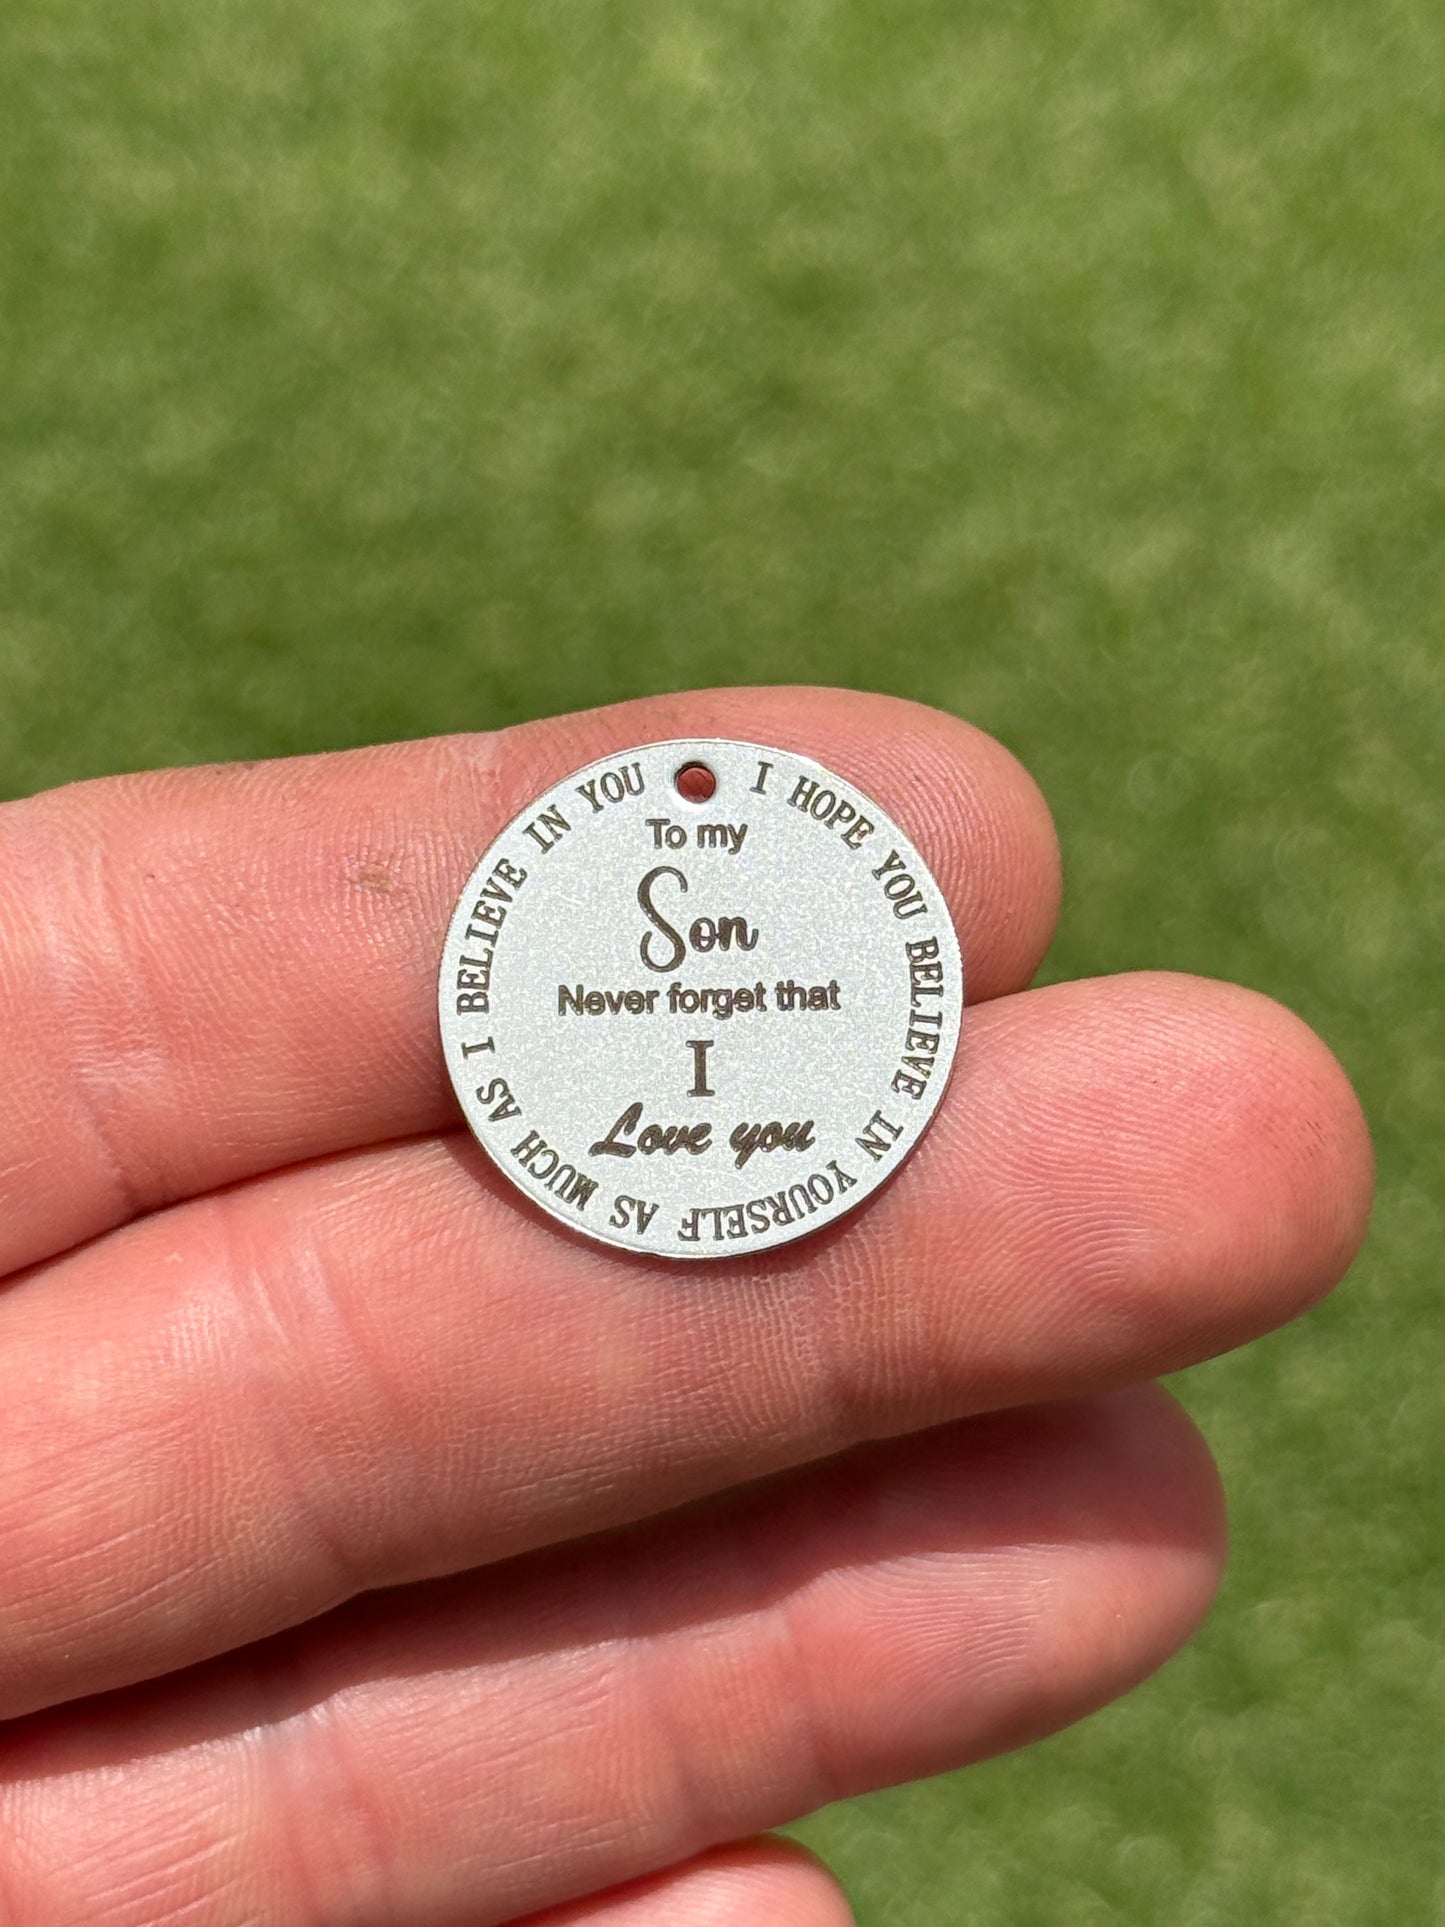 To my
Son
Never forget that
I
Love you
I HOPE YOU BELIEVE IN YOURSELF AS MUCH AS I BELIEVE IN YOU